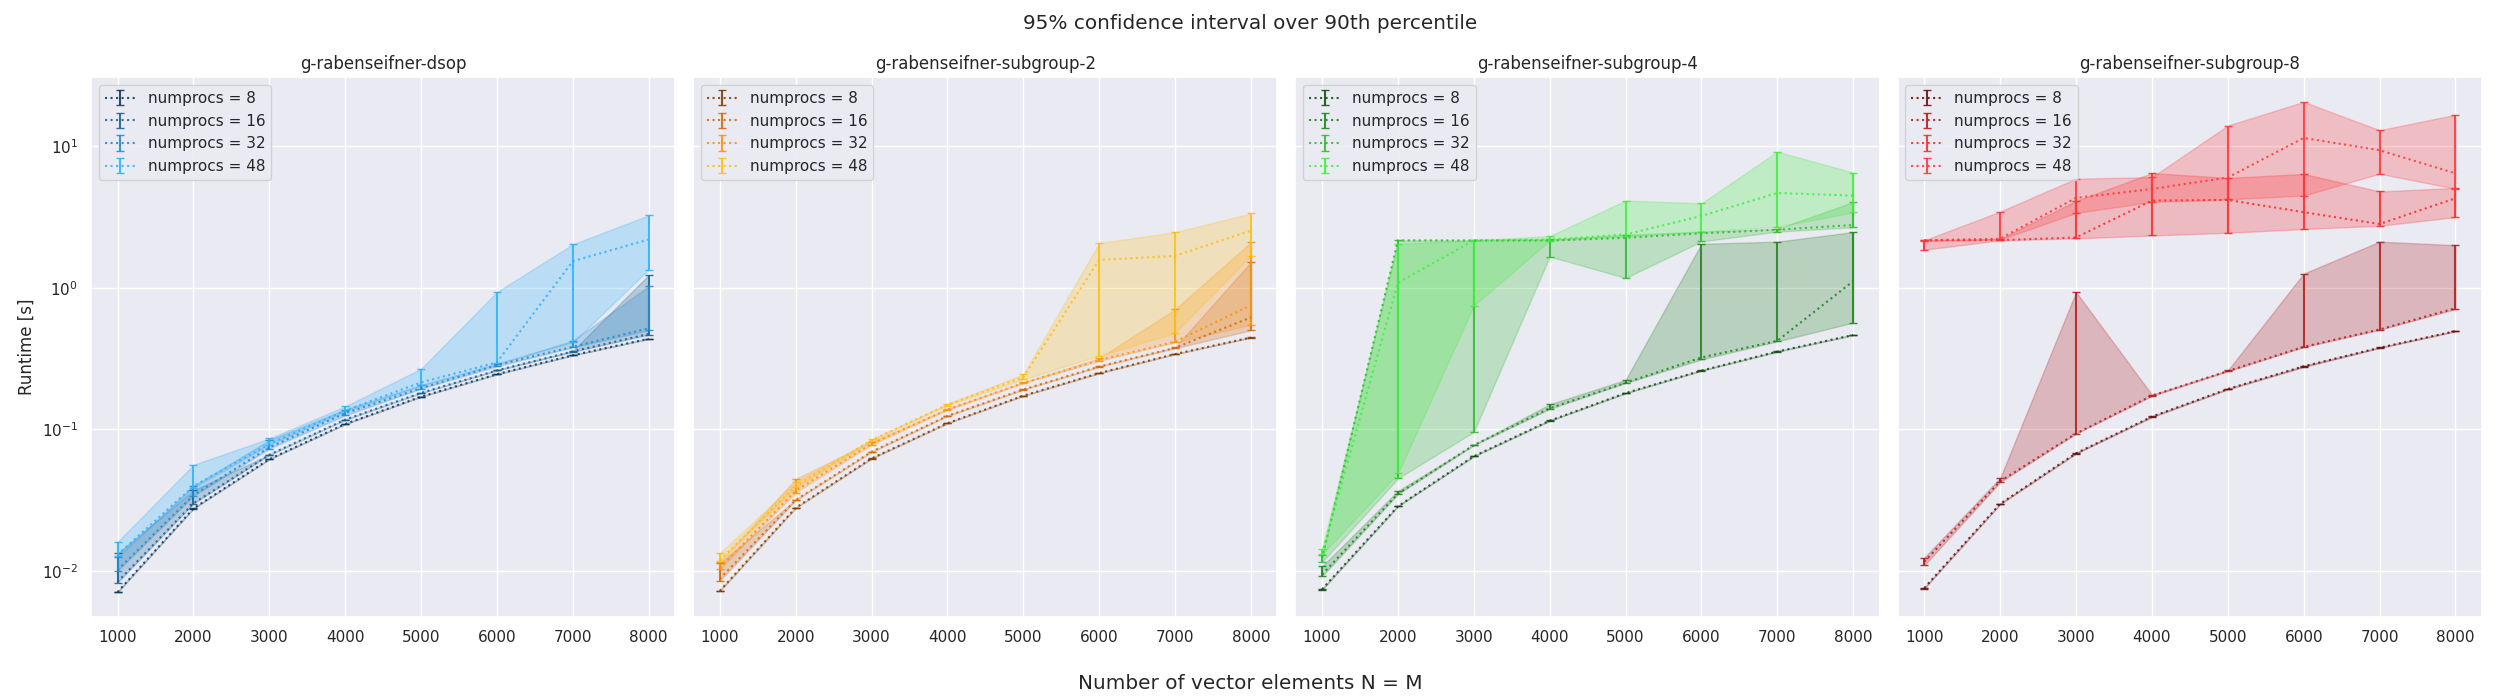 95% confidence interval over 90th percentile
g-rabenseifner-dsop
numprocs = 8
numprocs = 16
numprocs = 32
numprocs = 48
g-rabenseifner-subgroup-2
numprocs = 8
numprocs = 16
numprocs = 32
numprocs = 48
g-rabenseifner-subgroup-4
numprocs = 8
numprocs = 16
numprocs = 32
numprocs = 48
g-rabenseifner-subgroup-8
numprocs = 8
numprocs = 16
numprocs = 32
numprocs = 48
Runtime [s]
10¹
10⁰
10⁻¹
10⁻²
1000 2000 3000 4000 5000 6000 7000 8000
1000 2000 3000 4000 5000 6000 7000 8000
1000 2000 3000 4000 5000 6000 7000 8000
1000 2000 3000 4000 5000 6000 7000 8000
Number of vector elements N = M